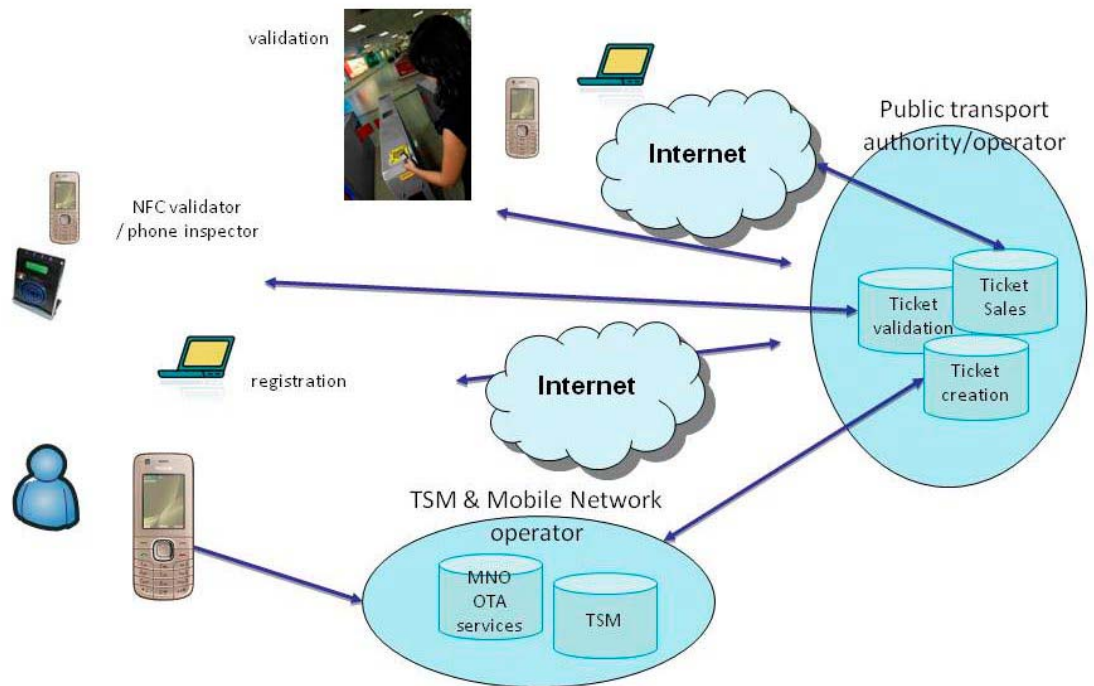 validation
Public transport
authority/operator
Internet
NFC validator
/ phone inspector
Ticket
Sales
Ticket
validation
Ticket
creation
registration
Internet
TSM & Mobile Network
operator
MNO
OTA
services
TSM